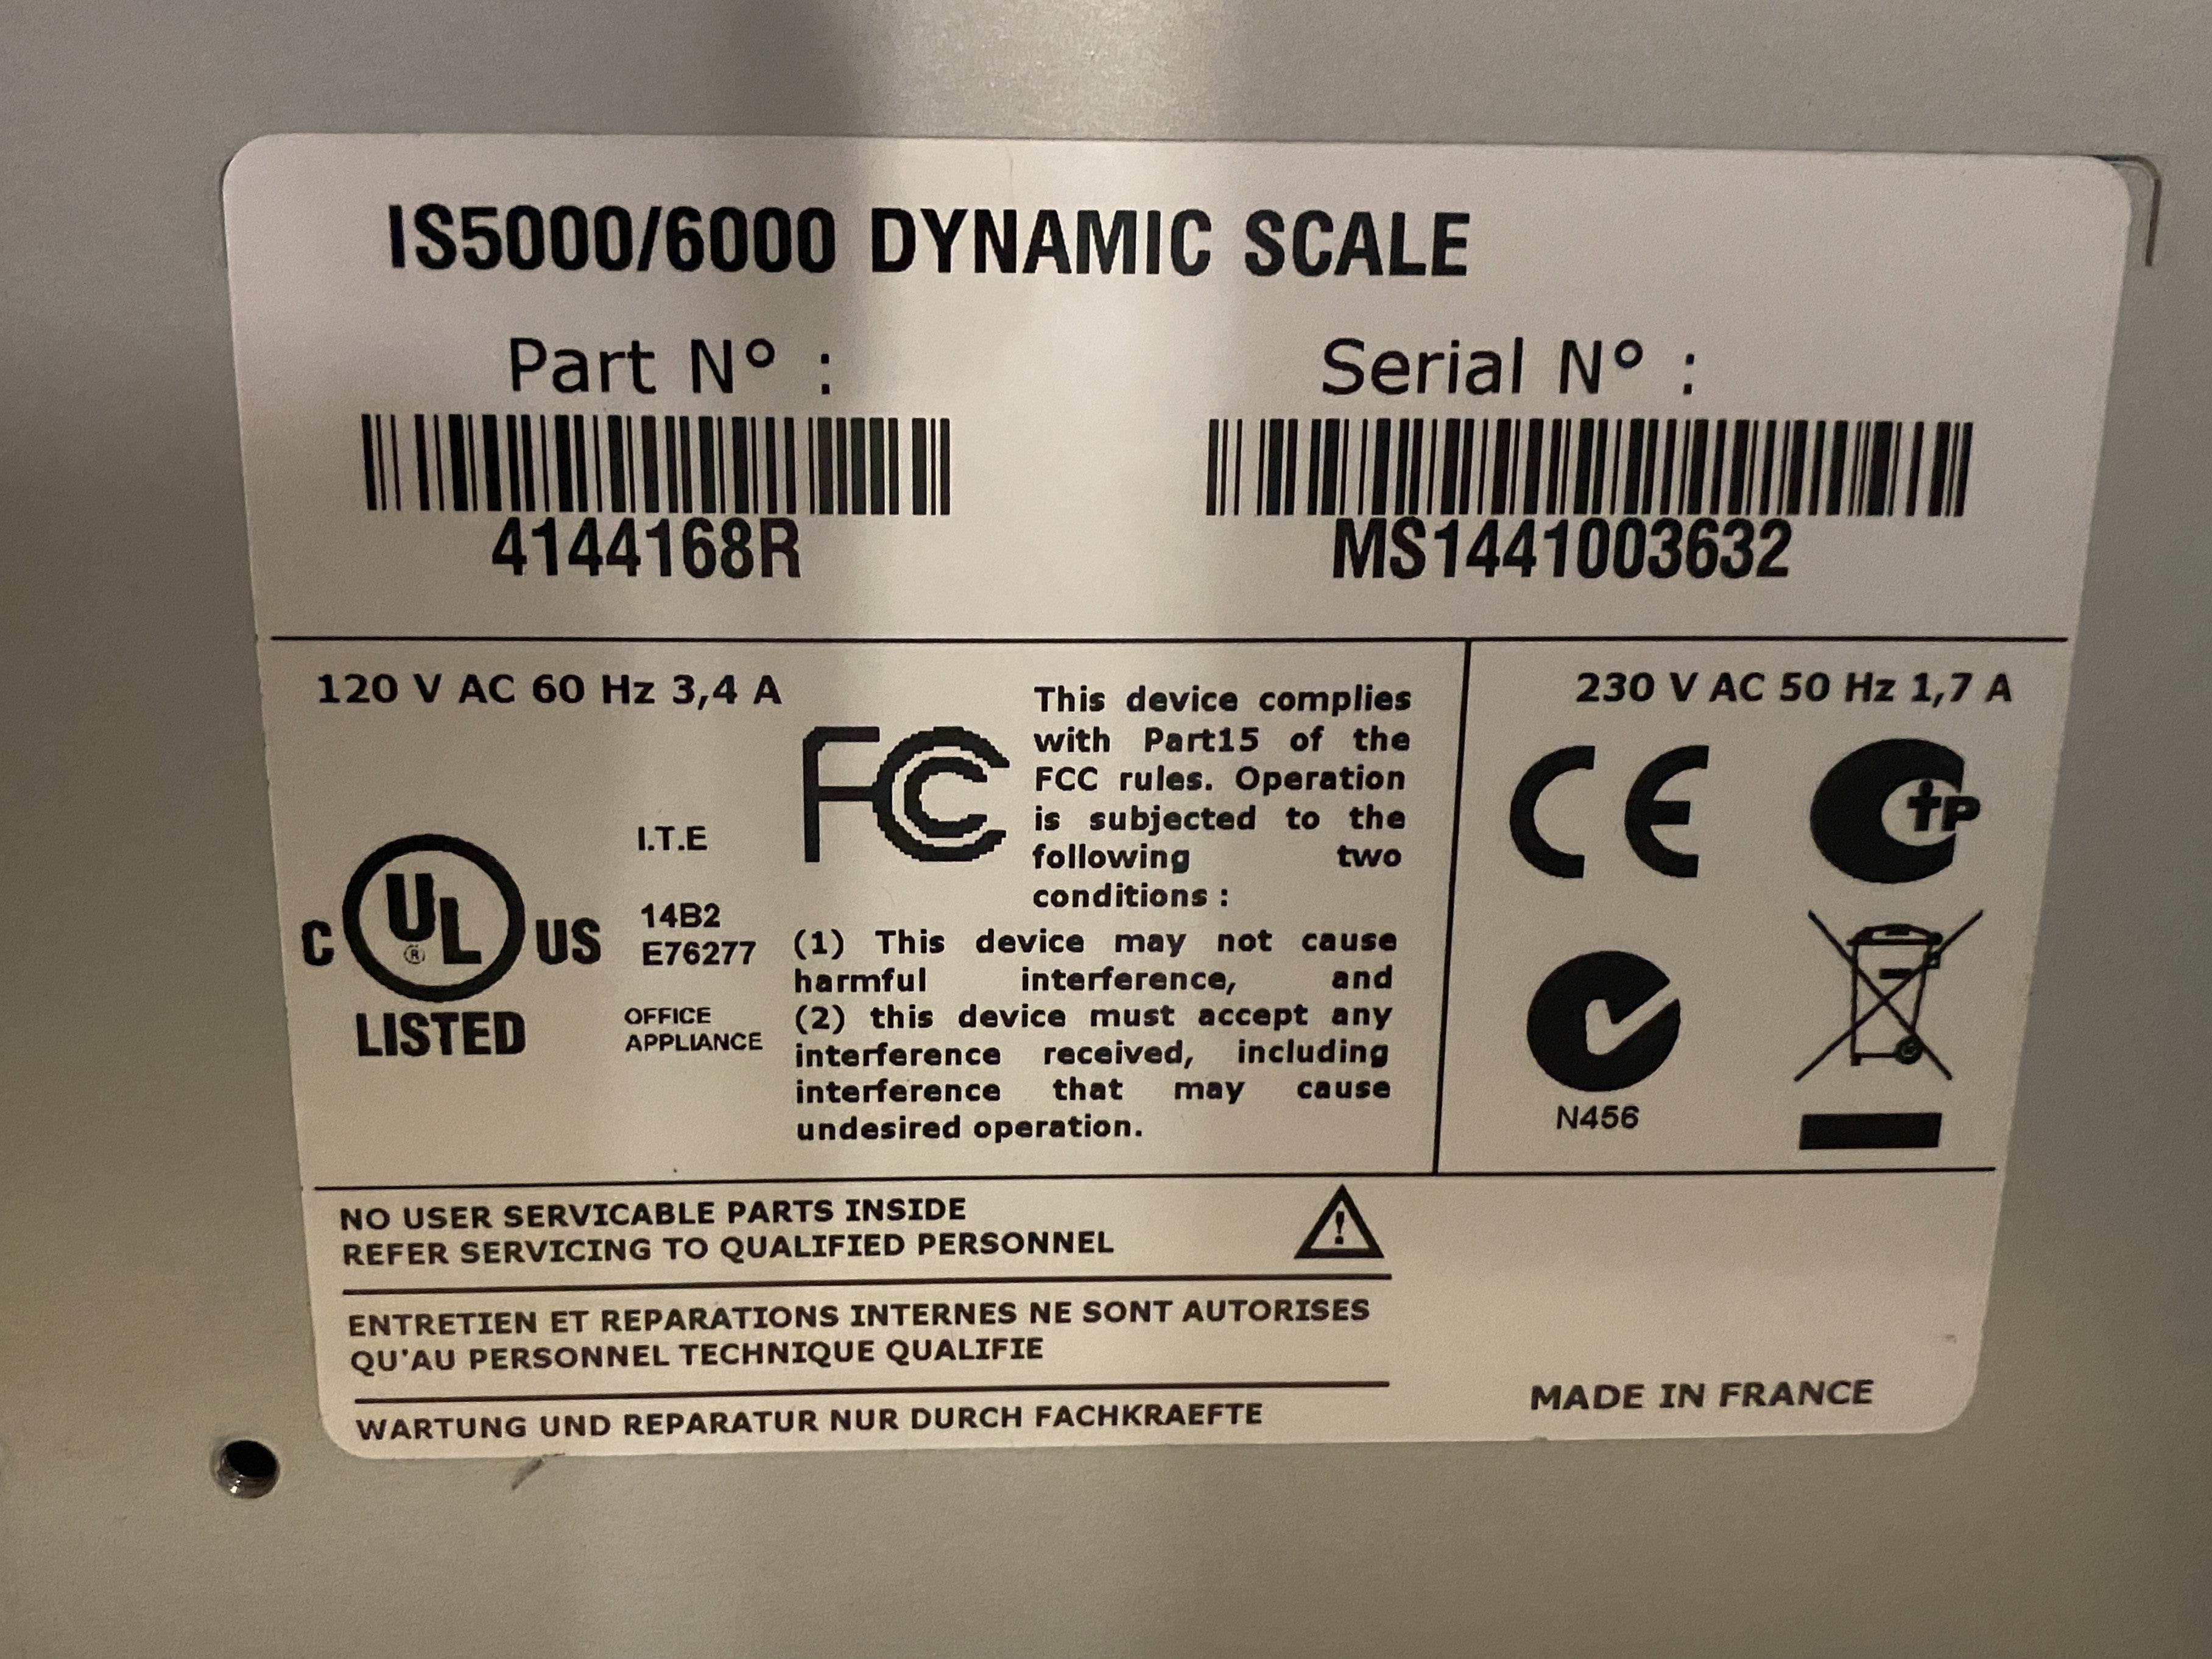 IS5000/6000 DYNAMIC SCALE
Part N° :
Serial N° :
4144168R
MS1441003632
120 V AC 60 Hz 3,4 A
FCC
This device complies
with Part15 of the
FCC rules. Operation
is subjected to the
following two
conditions :
(1) This device may not cause
harmful interference, and
(2) this device must accept any
interference received, including
interference that may cause
undesired operation.
I.T.E
C UL ® US
LISTED
14B2
E76277
OFFICE
APPLIANCE
230 V AC 50 Hz 1,7 A
CE
N456
NO USER SERVICABLE PARTS INSIDE
REFER SERVICING TO QUALIFIED PERSONNEL
ENTRETIEN ET REPARATIONS INTERNES NE SONT AUTORISES
QU'AU PERSONNEL TECHNIQUE QUALIFIE
WARTUNG UND REPARATUR NUR DURCH FACHKRAEFTE
MADE IN FRANCE